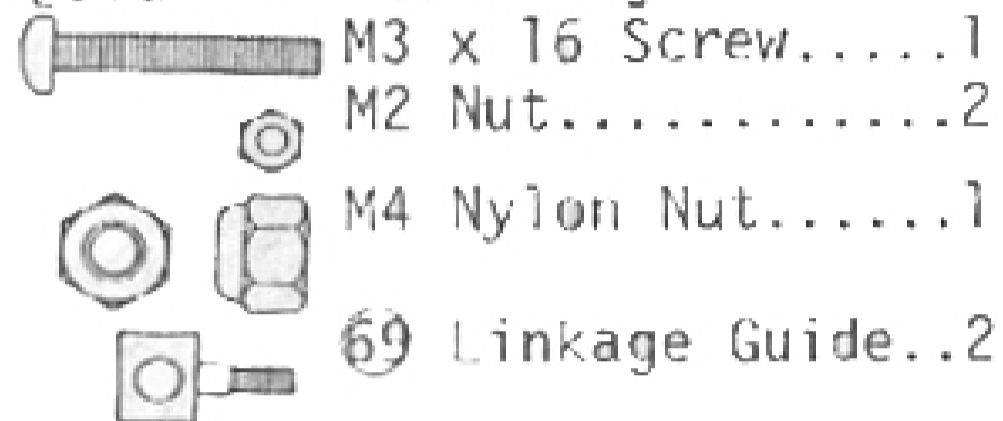 M3 x 16 Screw.....1
M2 Nut............2
M4 Nylon Nut......1
69 Linkage Guide..2